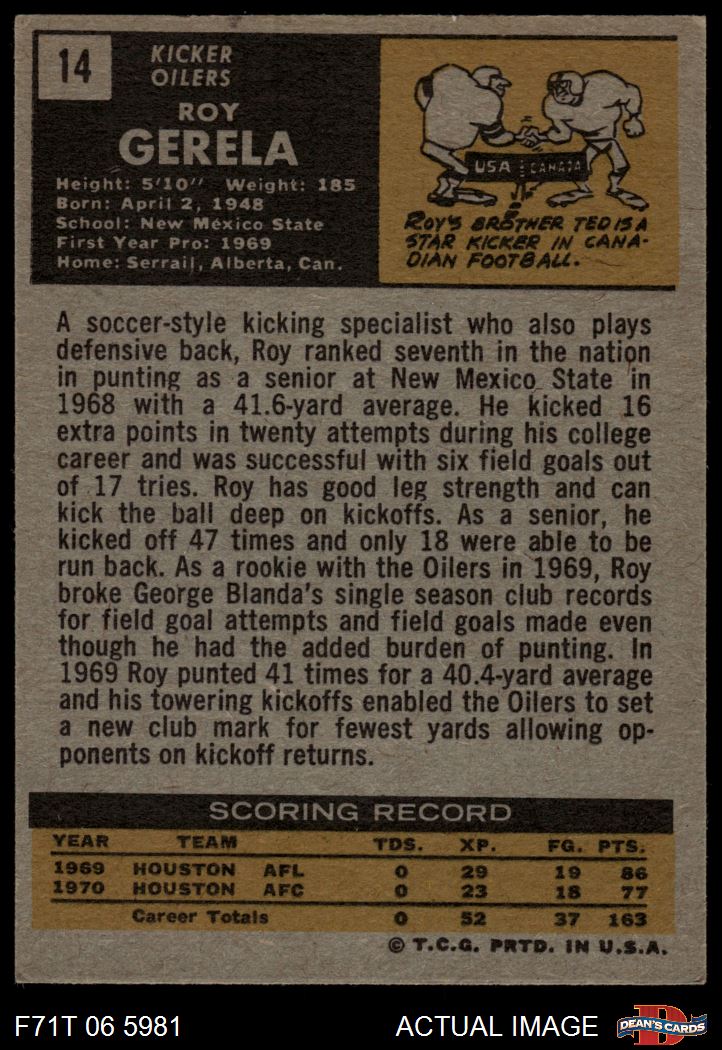 14
KICKER
OILERS
ROY
GERELA
Height: 5'10" Weight: 185
Born: April 2, 1948
School: New Mexico State
First Year Pro: 1969
Home: Serrail, Alberta, Can.
USA CANADA
ROY'S BROTHER TED IS A
STAR KICKER IN CANA-
DIAN FOOTBALL.
A soccer-style kicking specialist who also plays
defensive back, Roy ranked seventh in the nation
in punting as a senior at New Mexico State in
1968 with a 41.6-yard average. He kicked 16
extra points in twenty attempts during his college
career and was successful with six field goals out
of 17 tries. Roy has good leg strength and can
kick the ball deep on kickoffs. As a senior, he
kicked off 47 times and only 18 were able to be
run back. As a rookie with the Oilers in 1969, Roy
broke George Blanda's single season club records
for field goal attempts and field goals made even
though he had the added burden of punting. In
1969 Roy punted 41 times for a 40.4-yard average
and his towering kickoffs enabled the Oilers to set
a new club mark for fewest yards allowing op-
ponents on kickoff returns.
SCORING RECORD
YEAR TEAM TDS. XP. FG. PTS.
1969 HOUSTON AFL 0 29 19 86
1970 HOUSTON AFC 0 23 18 77
Career Totals 0 52 37 163
© T.C.G. PRTD. IN U.S.A.
F71T 06 5981 ACTUAL IMAGE DEAN'S CARDS